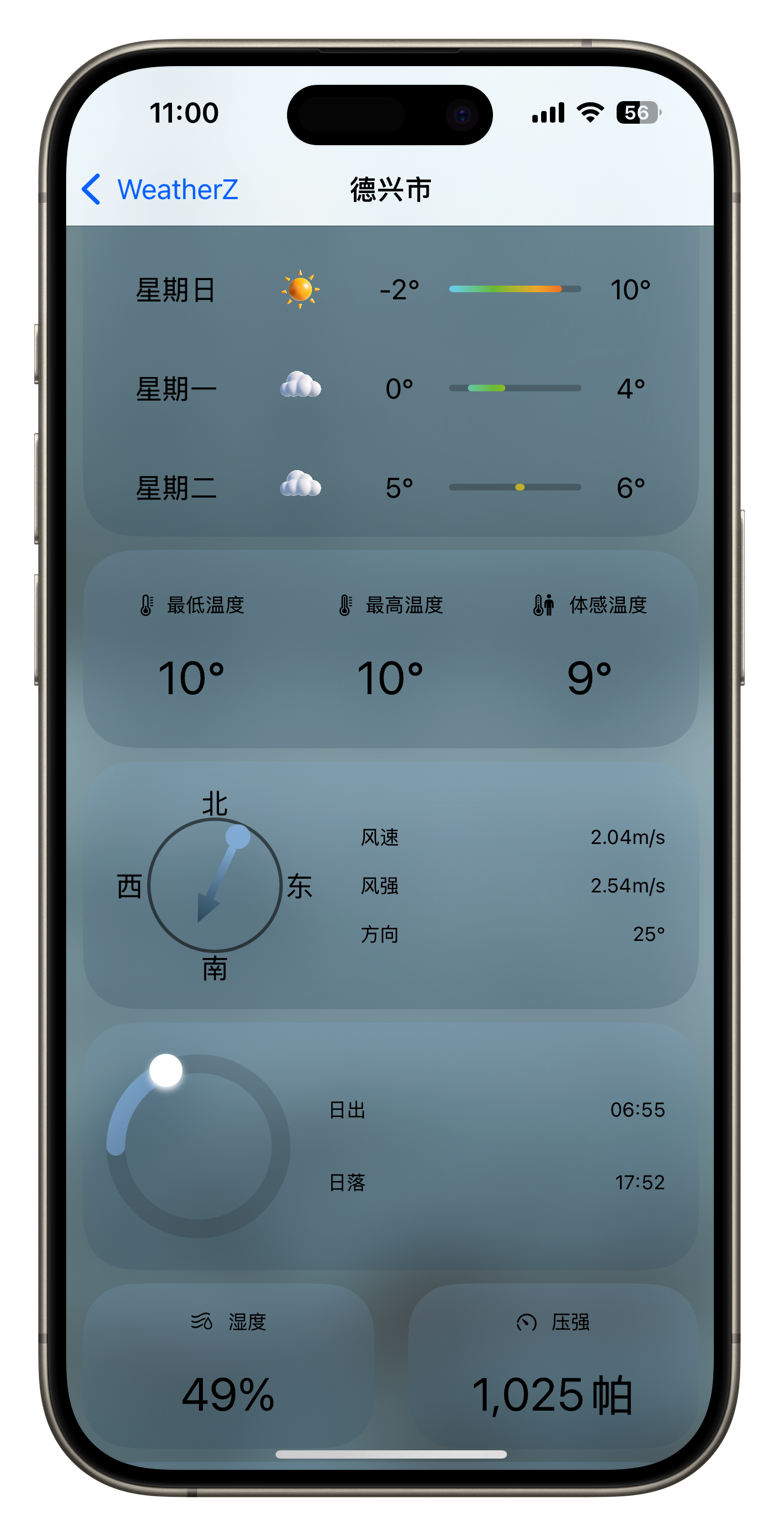 11:00 56
WeatherZ 德兴市
星期日 -2° 10°
星期一 0° 4°
星期二 5° 6°
最低温度 最高温度 体感温度
10° 10° 9°
北
西 东
南
风速 2.04m/s
风强 2.54m/s
方向 25°
日出 06:55
日落 17:52
湿度 压强
49% 1,025帕